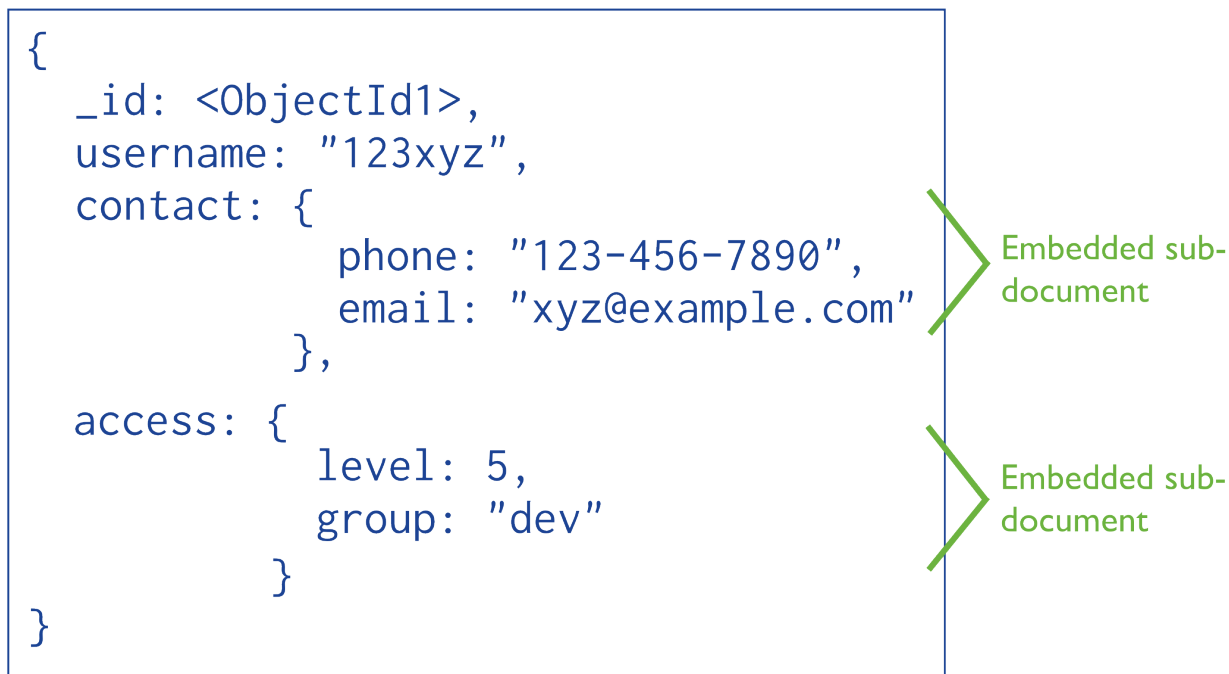 {
_id: <ObjectId1>,
username: "123xyz",
contact: {
phone: "123-456-7890",
email: "xyz@example.com"
},
access: {
level: 5,
group: "dev"
}
}
Embedded sub-
document
Embedded sub-
document